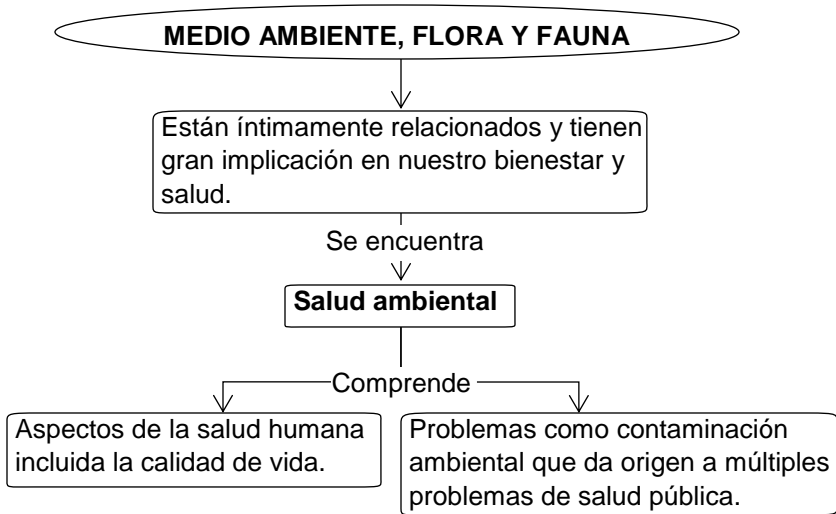 MEDIO AMBIENTE, FLORA Y FAUNA
Están íntimamente relacionados y tienen
gran implicación en nuestro bienestar y
salud.
Se encuentra
Salud ambiental
Comprende
Aspectos de la salud humana
incluida la calidad de vida.
Problemas como contaminación
ambiental que da origen a múltiples
problemas de salud pública.